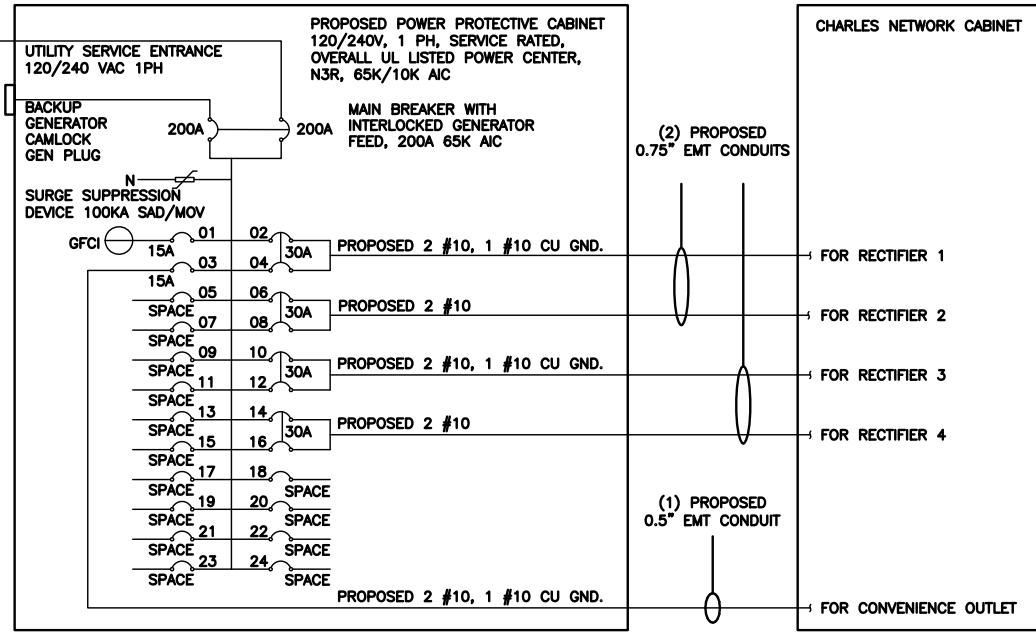 UTILITY SERVICE ENTRANCE
120/240 VAC 1PH
BACKUP
GENERATOR
CAMLOCK
GEN PLUG
200A
200A
PROPOSED POWER PROTECTIVE CABINET
120/240V, 1 PH, SERVICE RATED,
OVERALL UL LISTED POWER CENTER,
N3R, 65K/10K AIC
MAIN BREAKER WITH
INTERLOCKED GENERATOR
FEED, 200A 65K AIC
N
SURGE SUPPRESSION
DEVICE 100KA SAD/MOV
GFCI
15A
01
02
30A
PROPOSED 2 #10, 1 #10 CU GND.
15A
03
04
SPACE
05
06
30A
PROPOSED 2 #10
SPACE
07
08
SPACE
09
10
30A
PROPOSED 2 #10, 1 #10 CU GND.
SPACE
11
12
SPACE
13
14
30A
PROPOSED 2 #10
SPACE
15
16
SPACE
17
18
SPACE
SPACE
19
20
SPACE
SPACE
21
22
SPACE
SPACE
23
24
SPACE
PROPOSED 2 #10, 1 #10 CU GND.
(2) PROPOSED
0.75" EMT CONDUITS
(1) PROPOSED
0.5" EMT CONDUIT
CHARLES NETWORK CABINET
FOR RECTIFIER 1
FOR RECTIFIER 2
FOR RECTIFIER 3
FOR RECTIFIER 4
FOR CONVENIENCE OUTLET